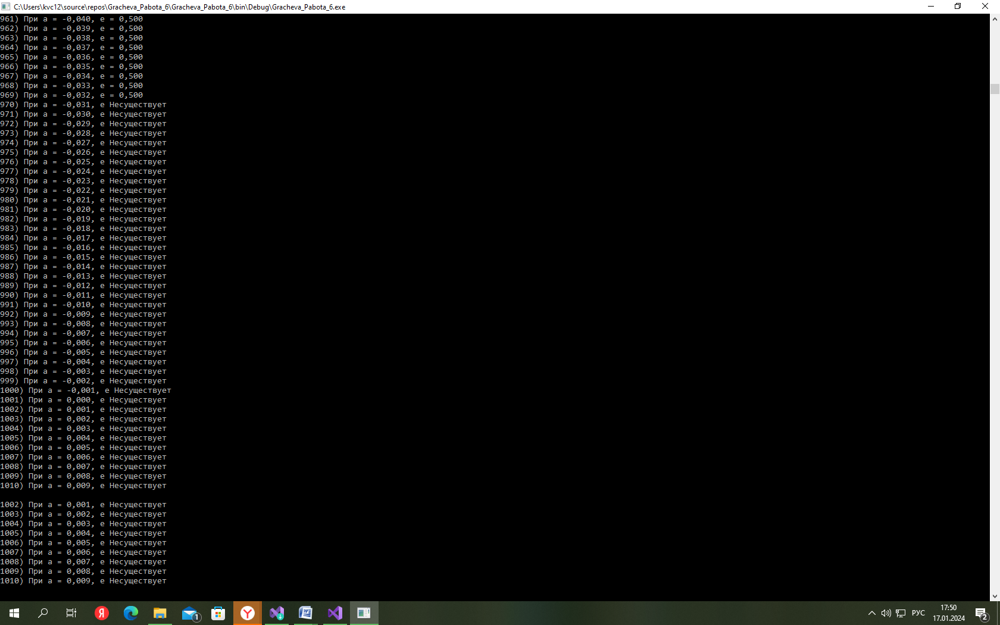 C:\Users\kvc12\source\repos\Gracheva_Pabota_6\Gracheva_Pabota_6\bin\Debug\Gracheva_Pabota_6.exe
961) При a = -0,040, e = 0,500
962) При a = -0,039, e = 0,500
963) При a = -0,038, e = 0,500
964) При a = -0,037, e = 0,500
965) При a = -0,036, e = 0,500
966) При a = -0,035, e = 0,500
967) При a = -0,034, e = 0,500
968) При a = -0,033, e = 0,500
969) При a = -0,032, e = 0,500
970) При a = -0,031, e Несуществует
971) При a = -0,030, e Несуществует
972) При a = -0,029, e Несуществует
973) При a = -0,028, e Несуществует
974) При a = -0,027, e Несуществует
975) При a = -0,026, e Несуществует
976) При a = -0,025, e Несуществует
977) При a = -0,024, e Несуществует
978) При a = -0,023, e Несуществует
979) При a = -0,022, e Несуществует
980) При a = -0,021, e Несуществует
981) При a = -0,020, e Несуществует
982) При a = -0,019, e Несуществует
983) При a = -0,018, e Несуществует
984) При a = -0,017, e Несуществует
985) При a = -0,016, e Несуществует
986) При a = -0,015, e Несуществует
987) При a = -0,014, e Несуществует
988) При a = -0,013, e Несуществует
989) При a = -0,012, e Несуществует
990) При a = -0,011, e Несуществует
991) При a = -0,010, e Несуществует
992) При a = -0,009, e Несуществует
993) При a = -0,008, e Несуществует
994) При a = -0,007, e Несуществует
995) При a = -0,006, e Несуществует
996) При a = -0,005, e Несуществует
997) При a = -0,004, e Несуществует
998) При a = -0,003, e Несуществует
999) При a = -0,002, e Несуществует
1000) При a = -0,001, e Несуществует
1001) При a = 0,000, e Несуществует
1002) При a = 0,001, e Несуществует
1003) При a = 0,002, e Несуществует
1004) При a = 0,003, e Несуществует
1005) При a = 0,004, e Несуществует
1006) При a = 0,005, e Несуществует
1007) При a = 0,006, e Несуществует
1008) При a = 0,007, e Несуществует
1009) При a = 0,008, e Несуществует
1010) При a = 0,009, e Несуществует
1002) При a = 0,001, e Несуществует
1003) При a = 0,002, e Несуществует
1004) При a = 0,003, e Несуществует
1005) При a = 0,004, e Несуществует
1006) При a = 0,005, e Несуществует
1007) При a = 0,006, e Несуществует
1008) При a = 0,007, e Несуществует
1009) При a = 0,008, e Несуществует
1010) При a = 0,009, e Несуществует
Я
1
Y
W
РУС
17:50
17.01.2024
2